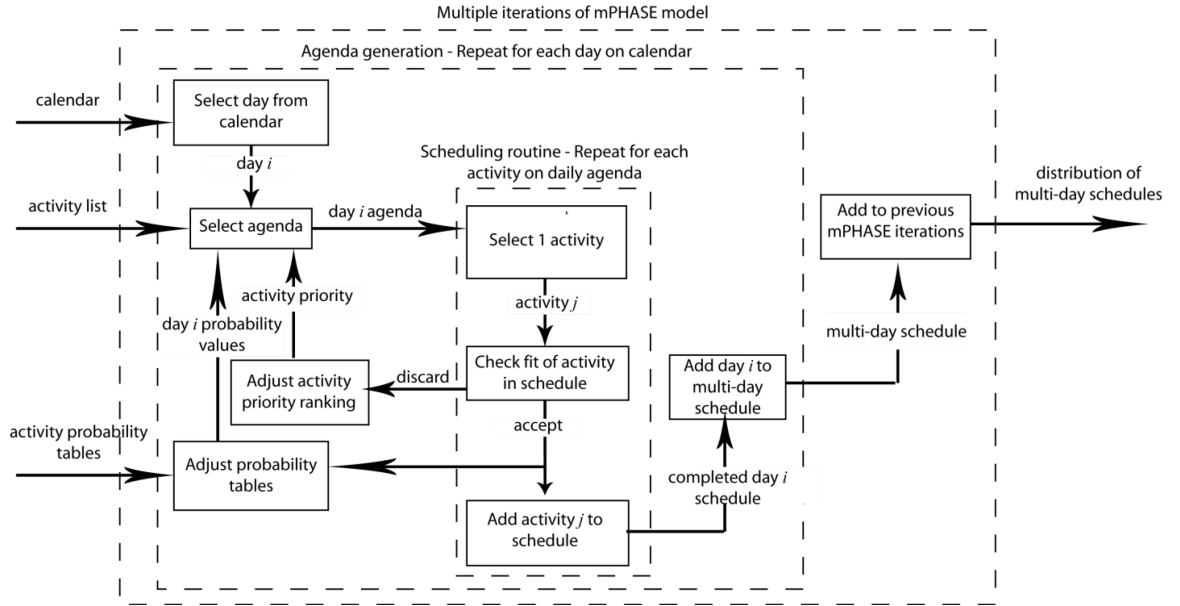 Multiple iterations of mPHASE model
Agenda generation - Repeat for each day on calendar
calendar
Select day from
calendar
day i
Scheduling routine - Repeat for each
activity on daily agenda
activity list
Select agenda
day i agenda
Select 1 activity
Add to previous
mPHASE iterations
distribution of
multi-day schedules
activity priority
day i probability
values
activity j
multi-day schedule
Adjust activity
priority ranking
discard
Check fit of activity
in schedule
Add day i to
multi-day
schedule
accept
activity probability
tables
Adjust probability
tables
completed day i
schedule
Add activity j to
schedule